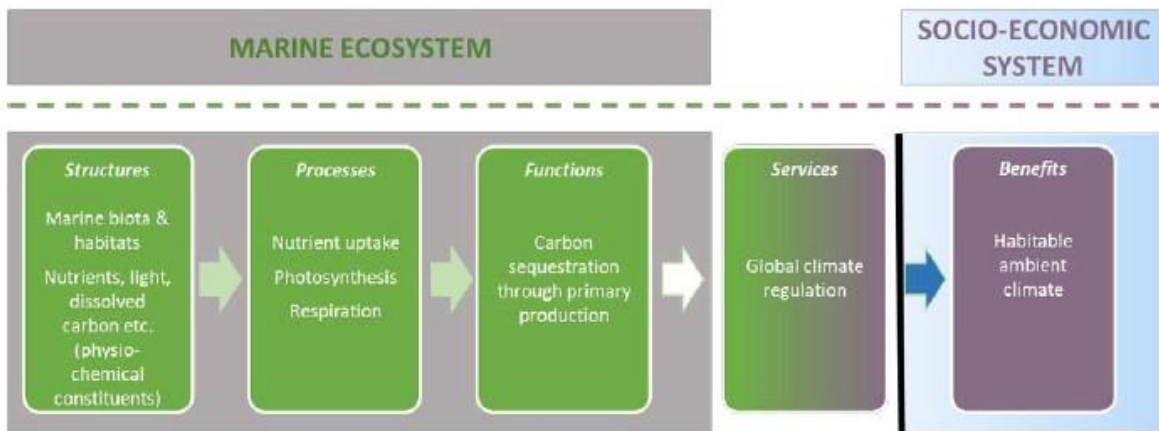 MARINE ECOSYSTEM
SOCIO-ECONOMIC
SYSTEM
Structures
Marine biota &
habitats
Nutrients, light,
dissolved
carbon etc.
(physio-
chemical
constituents)
Processes
Nutrient uptake
Photosynthesis
Respiration
Functions
Carbon
sequestration
through primary
production
Services
Global climate
regulation
Benefits
Habitable
ambient
climate